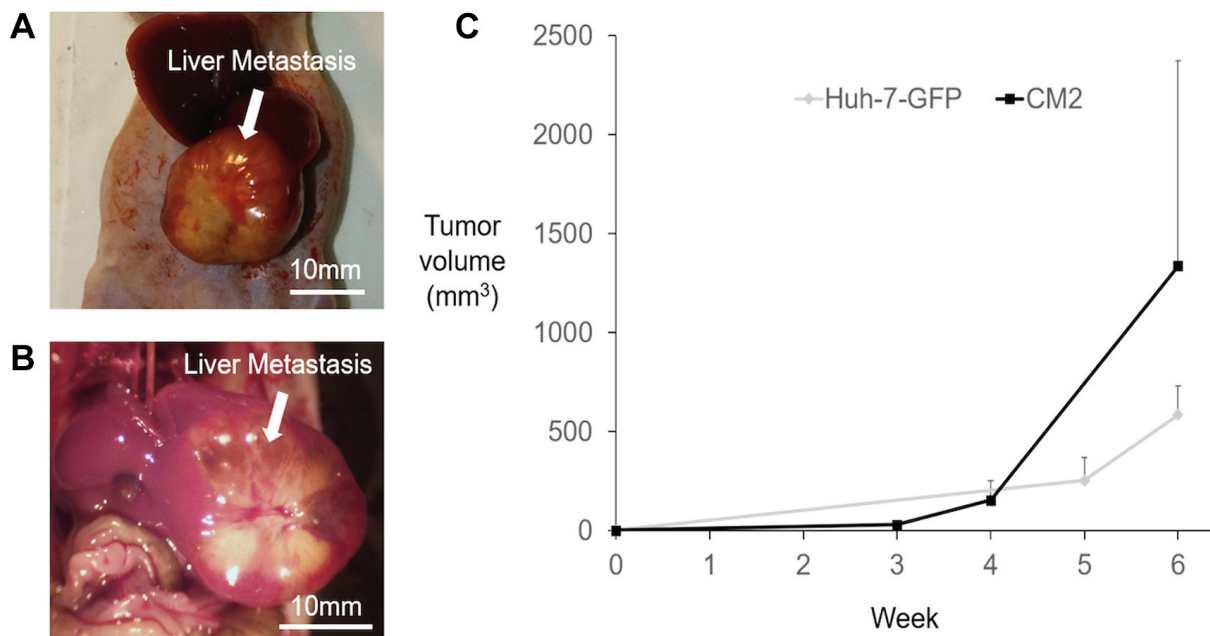 A
Liver Metastasis
10mm
B
Liver Metastasis
10mm
C
2500
2000
1500
1000
500
0
Tumor
volume
(mm³)
Huh-7-GFP CM2
0 1 2 3 4 5 6
Week